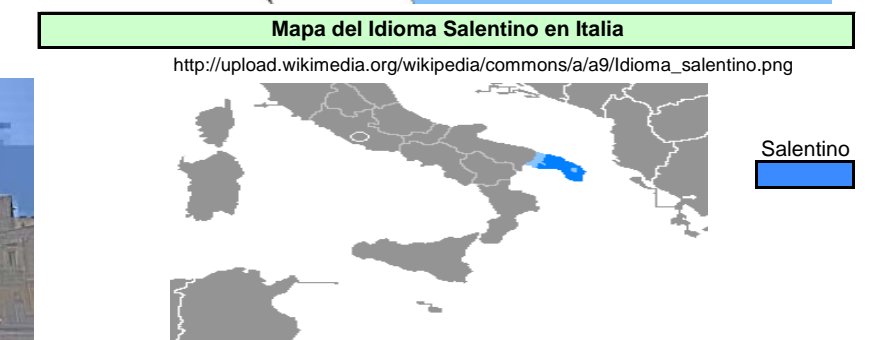 Mapa del Idioma Salentino en Italia
http://upload.wikimedia.org/wikipedia/commons/a/a9/Idioma_salentino.png
Salentino